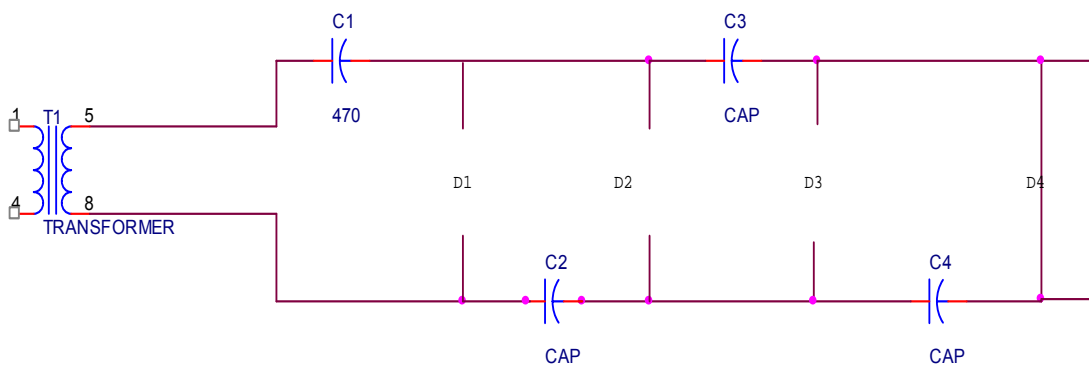 C1
C3
1
T1
5
470
CAP
D1
D2
D3
D4
4
8
TRANSFORMER
C2
C4
CAP
CAP